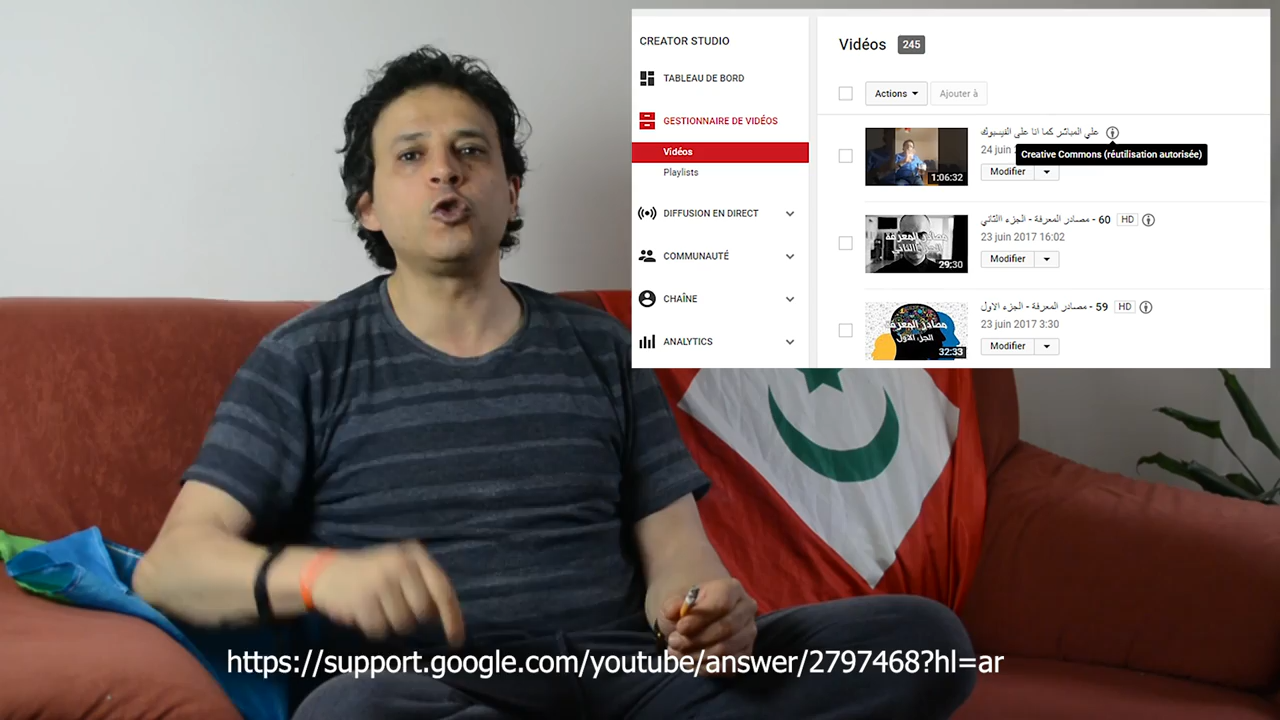 CREATOR STUDIO
TABLEAU DE BORD
GESTIONNAIRE DE VIDÉOS
Vidéos
Playlists
DIFFUSION EN DIRECT
COMMUNAUTÉ
CHAÎNE
ANALYTICS
Vidéos 245
Actions Ajouter à
علي المباشر كما انا على الفيسبوك
24 juin
Creative Commons (réutilisation autorisée)
Modifier
1:06:32
60 - مصادر المعرفة - الجزء الثاني HD
23 juin 2017 16:02
Modifier
مصادر المعرفة
الجزء الثاني
29:30
59 - مصادر المعرفة - الجزء الاول HD
23 juin 2017 3:30
Modifier
مصادر المعرفة
الجزء الاول
32:33
https://support.google.com/youtube/answer/2797468?hl=ar